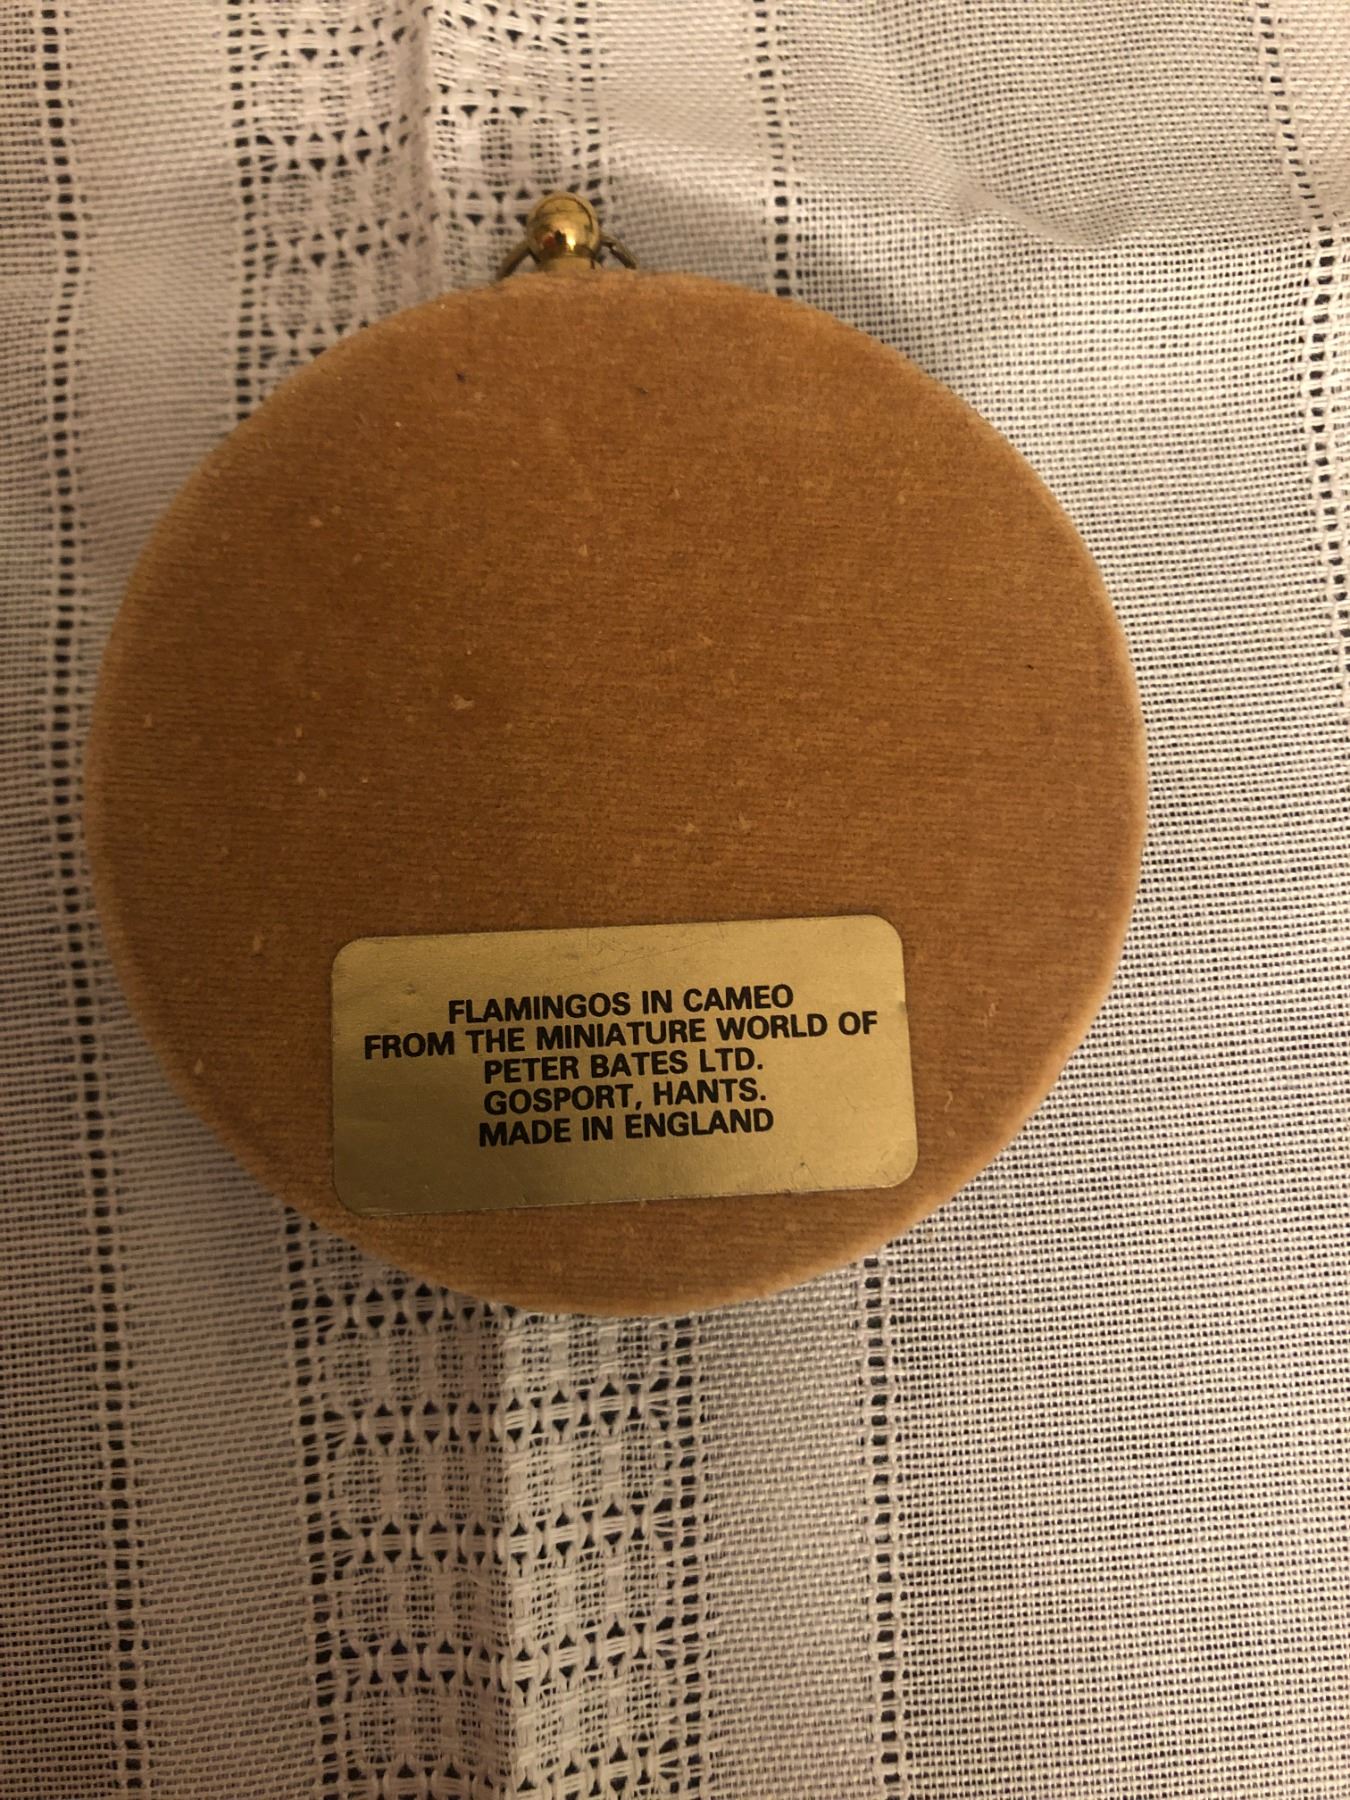 FLAMINGOS IN CAMEO
FROM THE MINIATURE WORLD OF
PETER BATES LTD.
GOSPORT, HANTS.
MADE IN ENGLAND